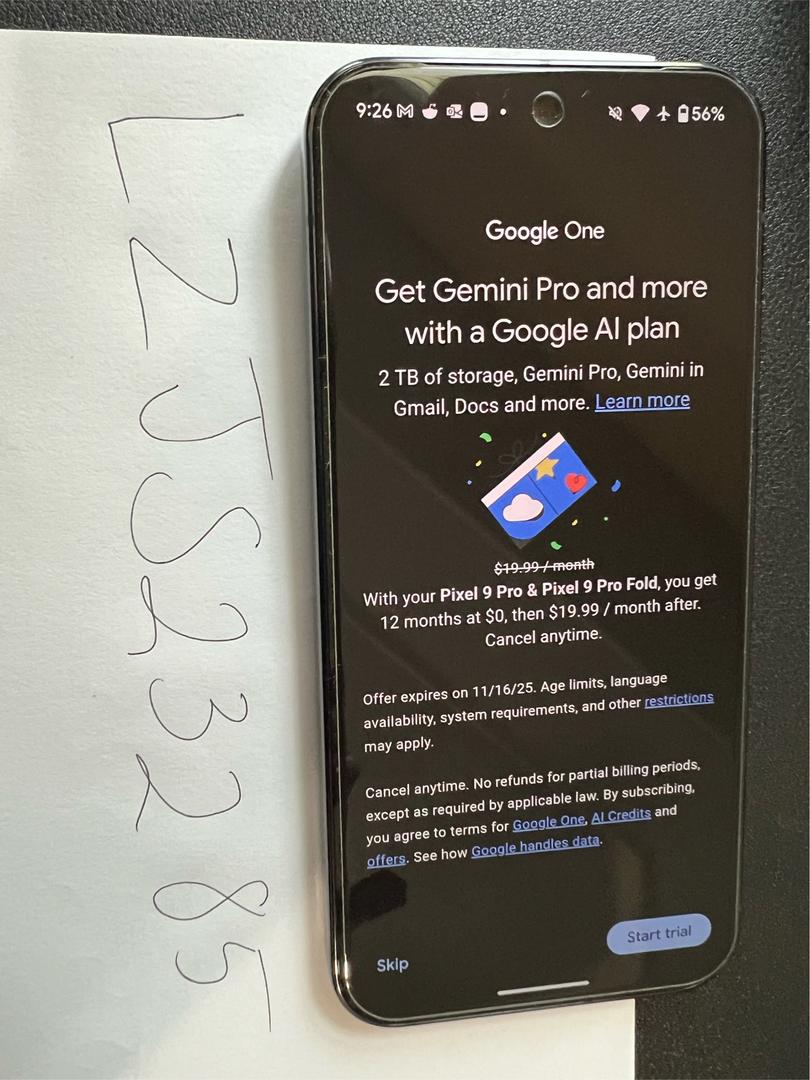 LZJS23285
9:26 56%
Google One
Get Gemini Pro and more
with a Google AI plan
2 TB of storage, Gemini Pro, Gemini in
Gmail, Docs and more. Learn more
$19.99 / month
With your Pixel 9 Pro & Pixel 9 Pro Fold, you get
12 months at $0, then $19.99 / month after.
Cancel anytime.
Offer expires on 11/16/25. Age limits, language
availability, system requirements, and other restrictions
may apply.
Cancel anytime. No refunds for partial billing periods,
except as required by applicable law. By subscribing,
you agree to terms for Google One, AI Credits and
offers. See how Google handles data.
Start trial
Skip